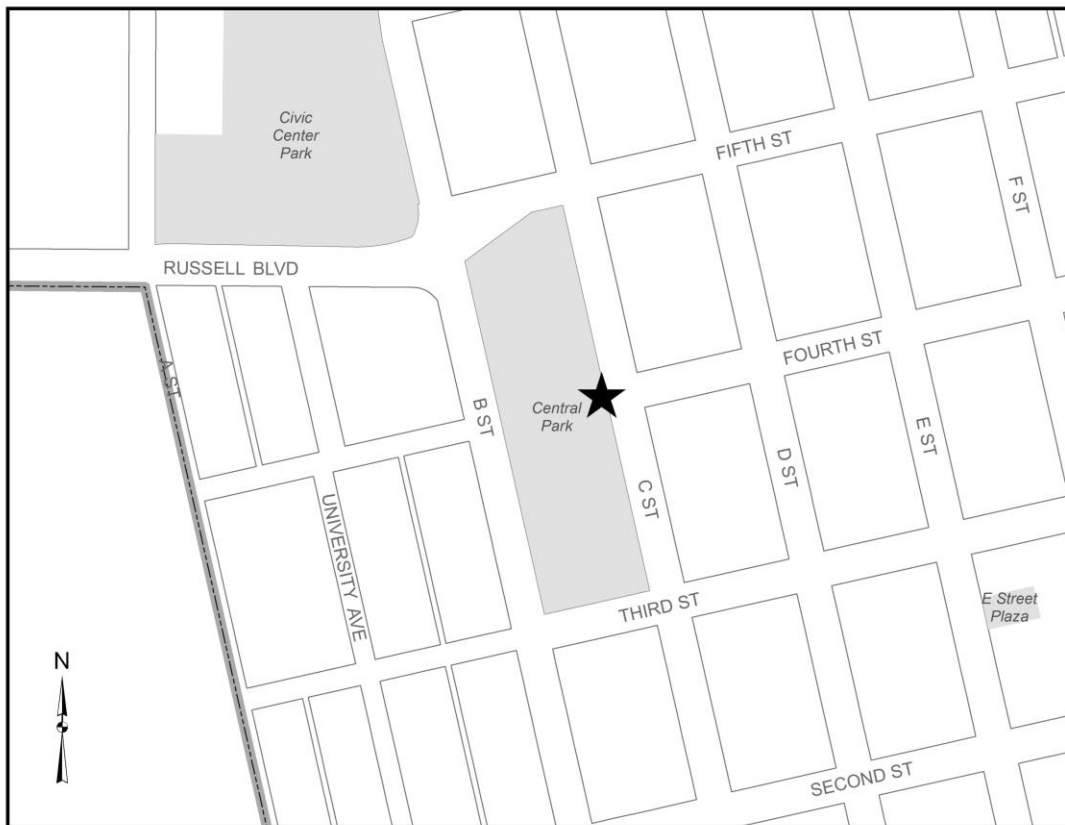 Civic
Center
Park
FIFTH ST
F ST
RUSSELL BLVD
FOURTH ST
A ST
Central
Park
B ST
E ST
D ST
C ST
UNIVERSITY AVE
THIRD ST
E Street
Plaza
N
SECOND ST